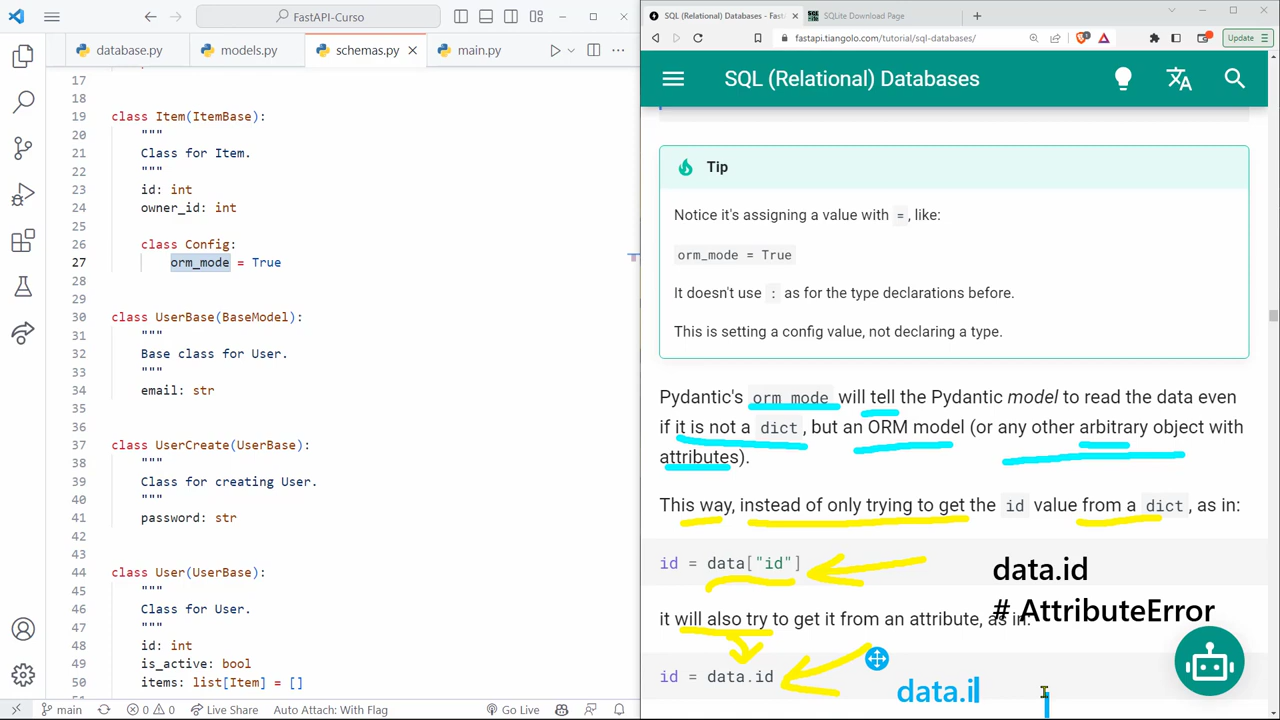 FastAPI-Curso
database.py
models.py
schemas.py
main.py
17
18
19 class Item(ItemBase):
20 """
21 Class for Item.
22 """
23 id: int
24 owner_id: int
25
26 class Config:
27 orm_mode = True
28
29
30 class UserBase(BaseModel):
31 """
32 Base class for User.
33 """
34 email: str
35
36
37 class UserCreate(UserBase):
38 """
39 Class for creating User.
40 """
41 password: str
42
43
44 class User(UserBase):
45 """
46 Class for User.
47 """
48 id: int
49 is_active: bool
50 items: list[Item] = []
main
0 0
Live Share
Auto Attach: With Flag
Go Live
SQL (Relational) Databases - Fast
SQLite Download Page
fastapi.tiangolo.com/tutorial/sql-databases/
Update
SQL (Relational) Databases
Tip
Notice it's assigning a value with =, like:
orm_mode = True
It doesn't use : as for the type declarations before.
This is setting a config value, not declaring a type.
Pydantic's orm_mode will tell the Pydantic model to read the data even
if it is not a dict, but an ORM model (or any other arbitrary object with
attributes).
This way, instead of only trying to get the id value from a dict, as in:
id = data["id"]
data.id
# AttributeError
it will also try to get it from an attribute, as in:
id = data.id
data.i